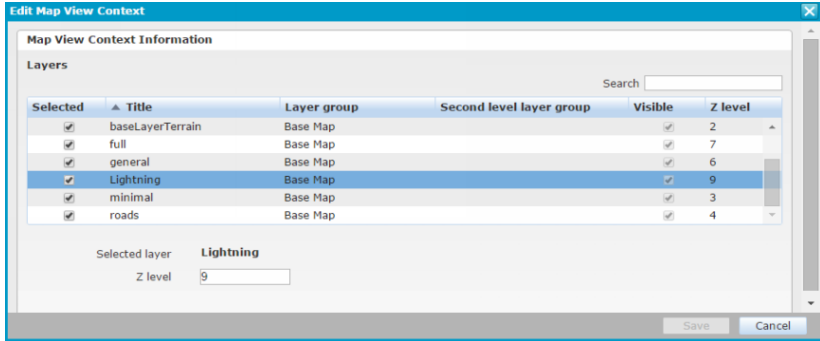 Edit Map View Context
Map View Context Information
Layers
Search
Selected Title Layer group Second level layer group Visible Z level
baseLayerTerrain Base Map 2
full Base Map 7
general Base Map 6
Lightning Base Map 9
minimal Base Map 3
roads Base Map 4
Selected layer Lightning
Z level 9
Save Cancel